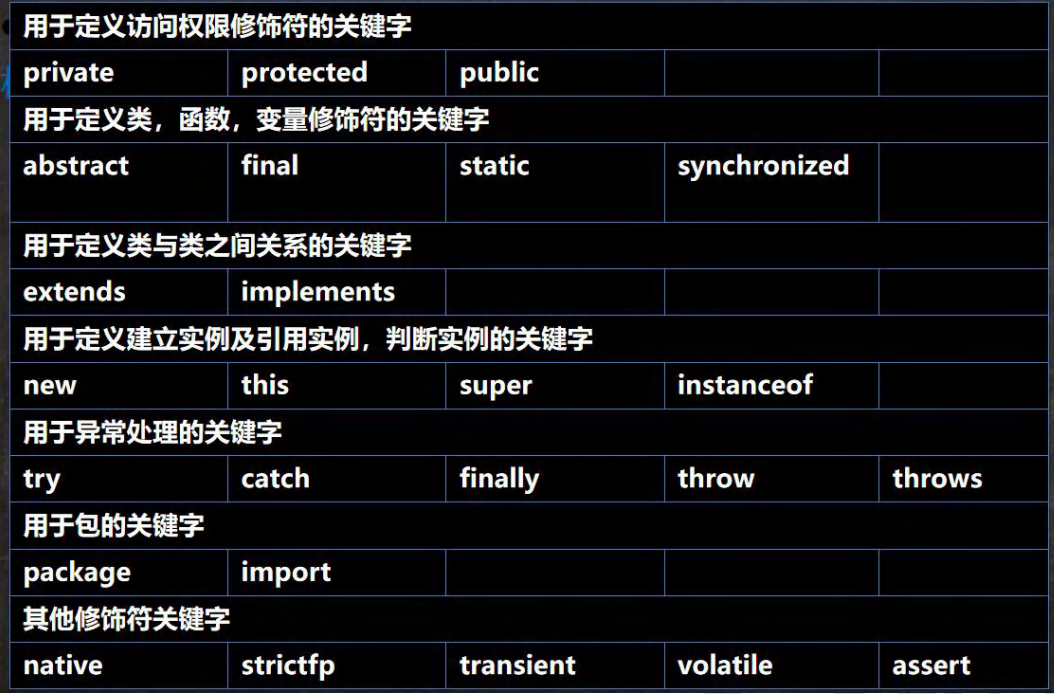 用于定义访问权限修饰符的关键字
private protected public
用于定义类，函数，变量修饰符的关键字
abstract final static synchronized
用于定义类与类之间关系的关键字
extends implements
用于定义建立实例及引用实例，判断实例的关键字
new this super instanceof
用于异常处理的关键字
try catch finally throw throws
用于包的关键字
package import
其他修饰符关键字
native strictfp transient volatile assert